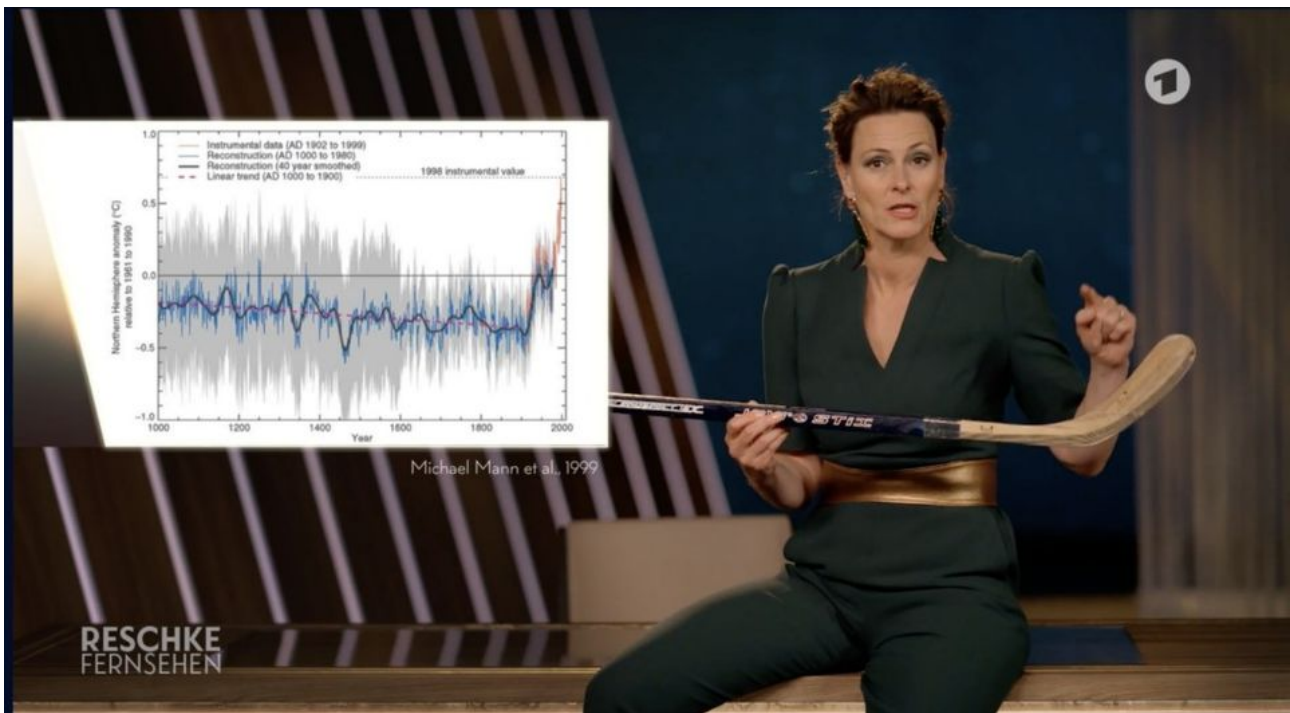 1.0
Instrumental data (AD 1902 to 1999)
Reconstruction (AD 1000 to 1980)
Reconstruction (40 year smoothed)
Linear trend (AD 1000 to 1900)
1998 instrumental value
0.5
0.0
−0.5
−1.0
Northern Hemisphere anomaly (°C)
relative to 1961 to 1990
1000
1200
1400
1600
1800
2000
Year
Michael Mann et al., 1999
STIX
1
RESCHKE
FERNSEHEN